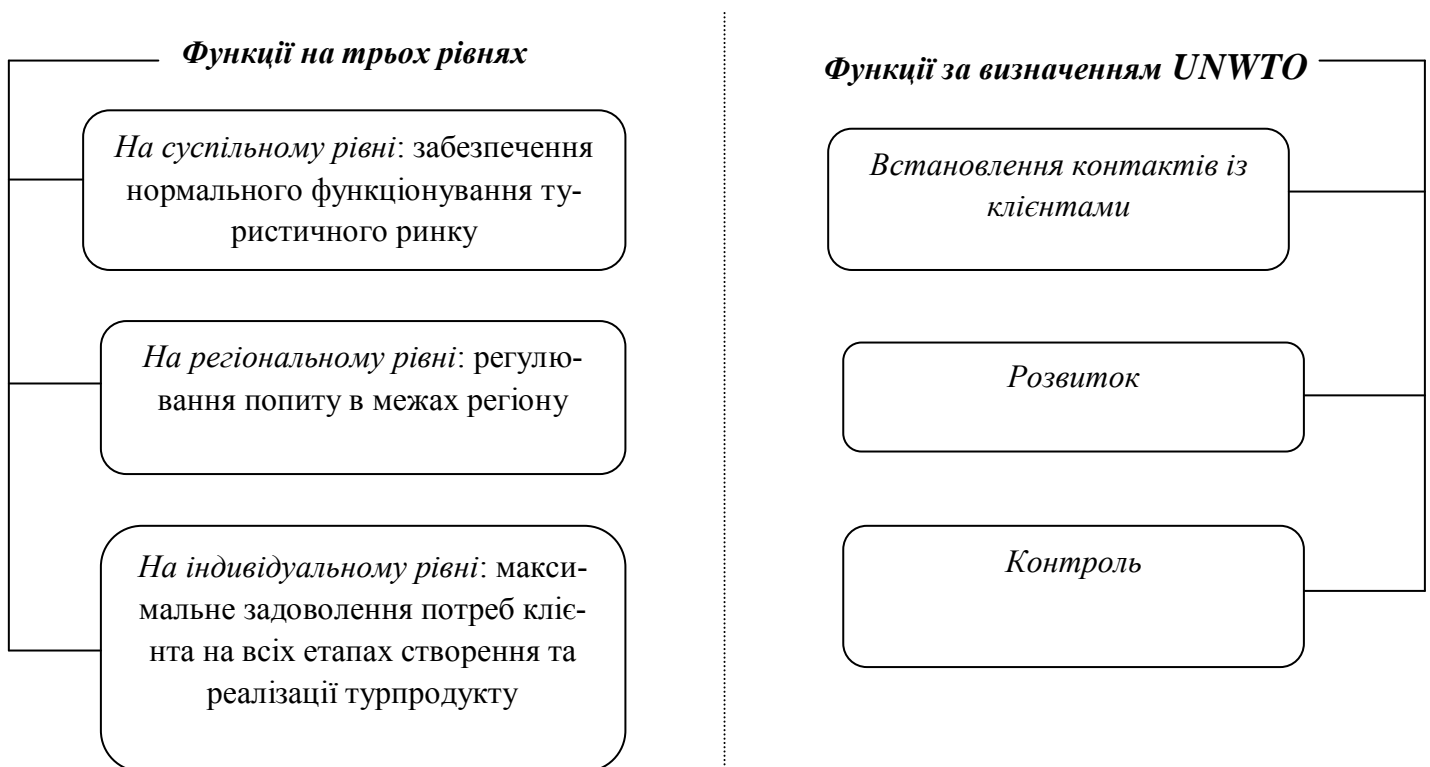 Функції на трьох рівнях
На суспільному рівні: забезпечення
нормального функціонування ту-
ристичного ринку
На регіональному рівні: регулю-
вання попиту в межах регіону
На індивідуальному рівні: макси-
мальне задоволення потреб кліє-
нта на всіх етапах створення та
реалізації турпродукту
Функції за визначенням UNWTO
Встановлення контактів із
клієнтами
Розвиток
Контроль